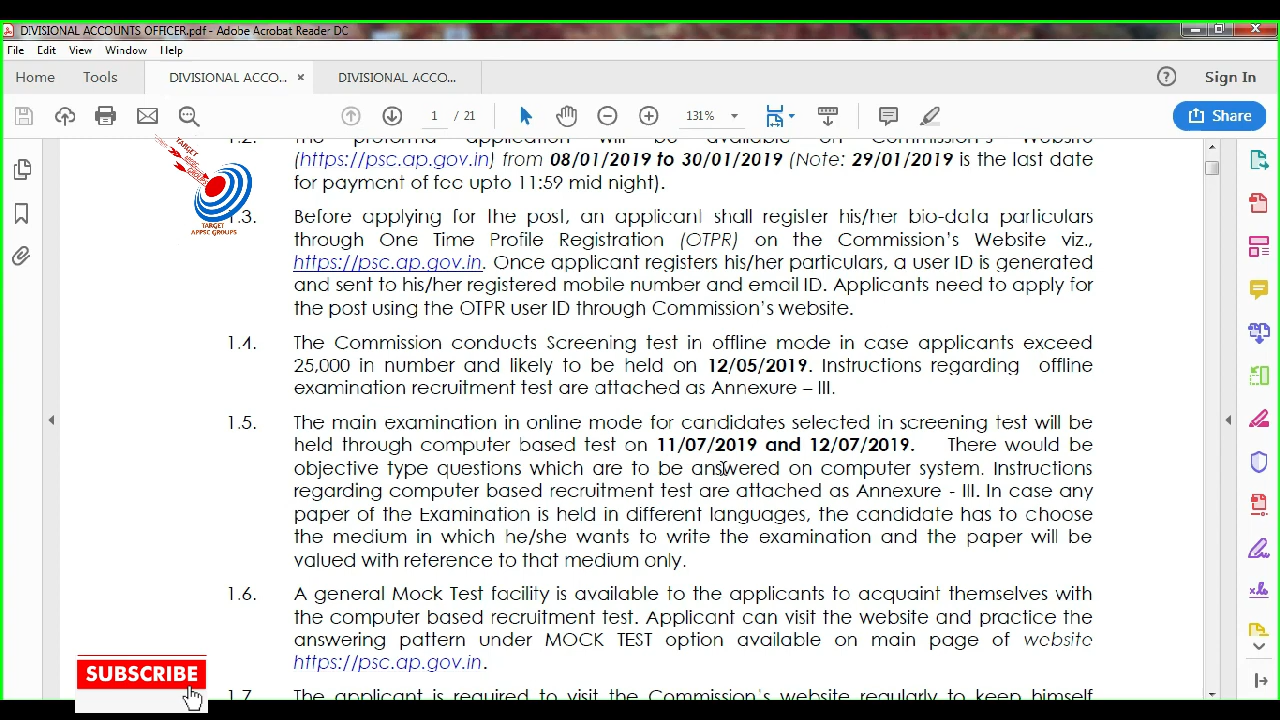 DIVISIONAL ACCOUNTS OFFICER.pdf - Adobe Acrobat Reader DC
File Edit View Window Help
Home Tools DIVISIONAL ACCO... × DIVISIONAL ACCO... Sign In
1 / 21 131% Share
1.2. The proforma application will be available on Commission's Website
(https://psc.ap.gov.in) from 08/01/2019 to 30/01/2019 (Note: 29/01/2019 is the last date
for payment of fee upto 11:59 mid night).
TARGET
APPSC
GROUPS
TARGET
APPSC GROUPS
1.3. Before applying for the post, an applicant shall register his/her bio-data particulars
through One Time Profile Registration (OTPR) on the Commission's Website viz.,
https://psc.ap.gov.in. Once applicant registers his/her particulars, a user ID is generated
and sent to his/her registered mobile number and email ID. Applicants need to apply for
the post using the OTPR user ID through Commission's website.
1.4. The Commission conducts Screening test in offline mode in case applicants exceed
25,000 in number and likely to be held on 12/05/2019. Instructions regarding offline
examination recruitment test are attached as Annexure – III.
1.5. The main examination in online mode for candidates selected in screening test will be
held through computer based test on 11/07/2019 and 12/07/2019. There would be
objective type questions which are to be answered on computer system. Instructions
regarding computer based recruitment test are attached as Annexure - III. In case any
paper of the Examination is held in different languages, the candidate has to choose
the medium in which he/she wants to write the examination and the paper will be
valued with reference to that medium only.
1.6. A general Mock Test facility is available to the applicants to acquaint themselves with
the computer based recruitment test. Applicant can visit the website and practice the
answering pattern under MOCK TEST option available on main page of website
https://psc.ap.gov.in.
SUBSCRIBE
1.7. The applicant is required to visit the Commission's website regularly to keep himself